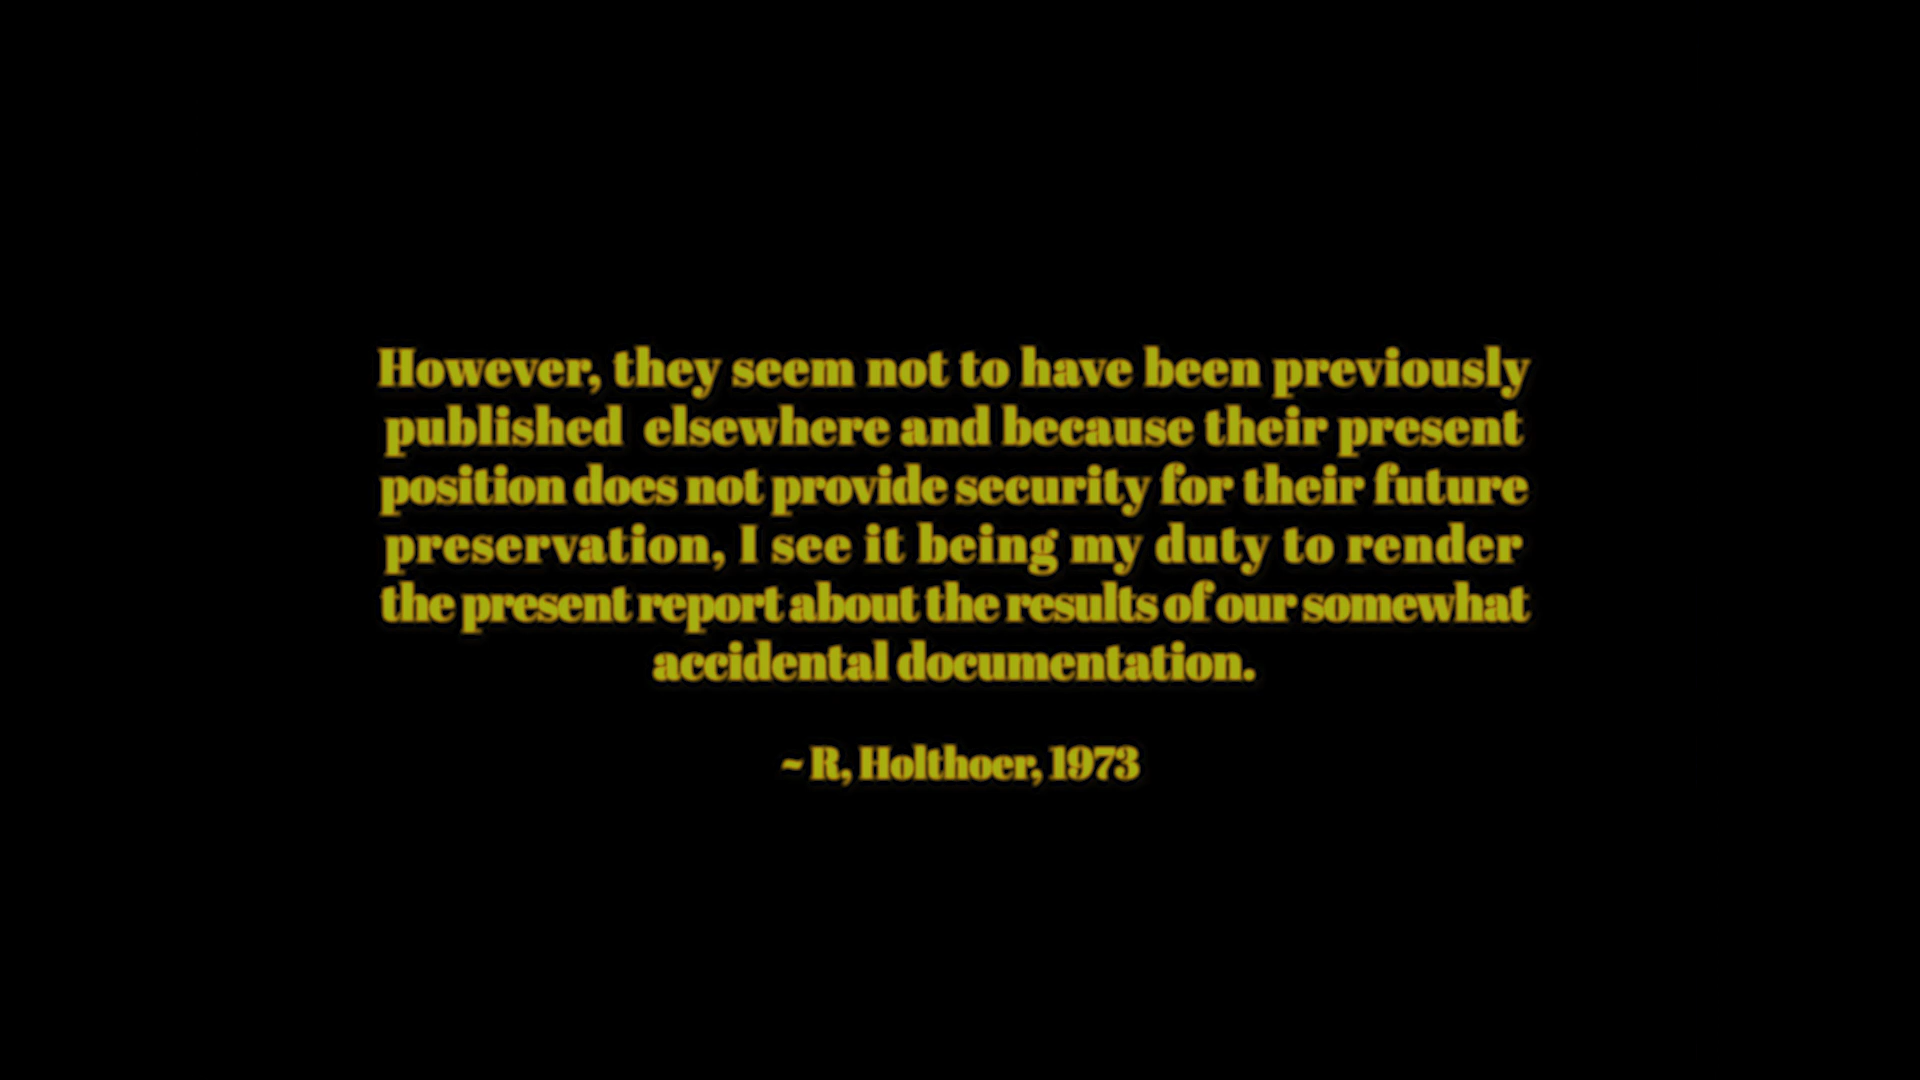 However, they seem not to have been previously
published  elsewhere and because their present
position does not provide security for their future
preservation, I see it being my duty to render
the present report about the results of our somewhat
accidental documentation.
~ R, Holthoer, 1973